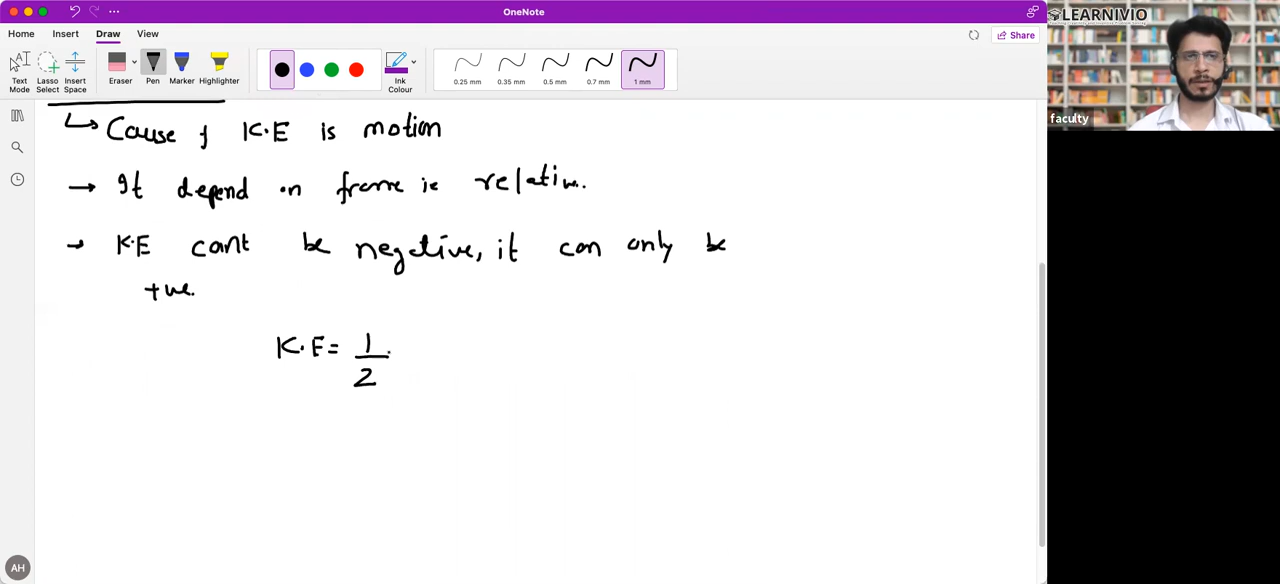 OneNote
LEARNIVIO
Home Insert Draw View
Share
Text Mode
Lasso Select
Insert Space
Eraser
Pen
Marker
Highlighter
Ink Colour
0.25 mm
0.35 mm
0.5 mm
0.7 mm
1 mm
faculty
↳ Cause of K.E is motion
→ It depend on frame ie relative.
→ K.E cant be negative, it can only be
+ve.
K.E = 1/2
AH